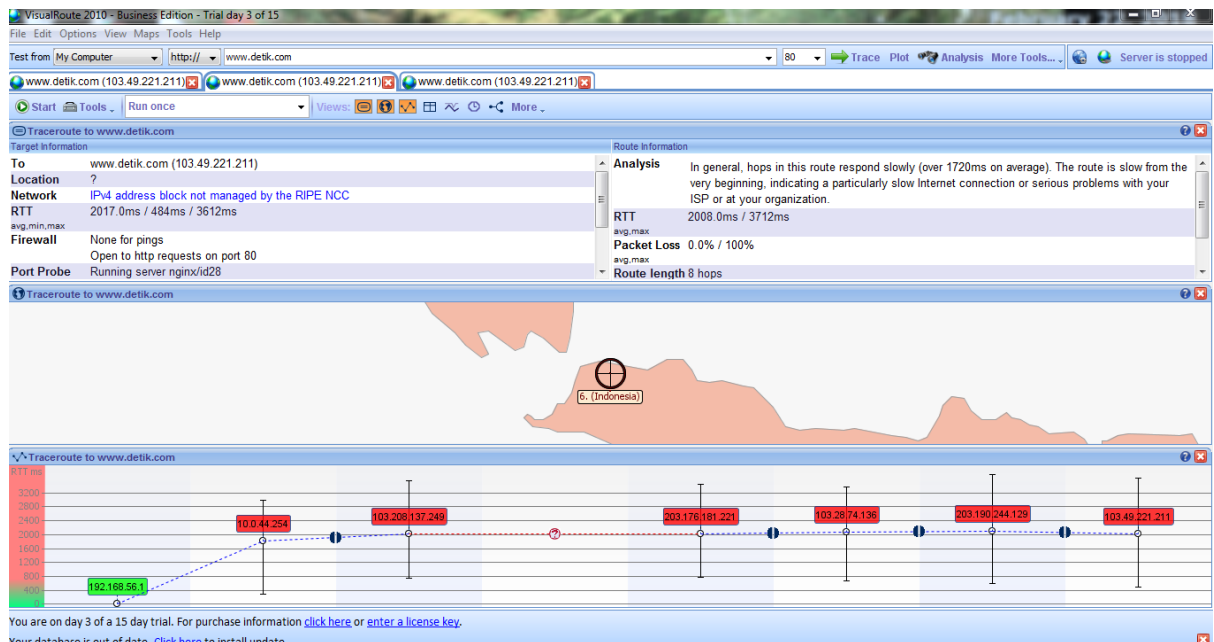 VisualRoute 2010 - Business Edition - Trial day 3 of 15
File Edit Options View Maps Tools Help
Test from My Computer http:// www.detik.com 80 Trace Plot Analysis More Tools... Server is stopped
www.detik.com (103.49.221.211) www.detik.com (103.49.221.211) www.detik.com (103.49.221.211)
Start Tools Run once Views: More
Traceroute to www.detik.com
Target Information
To www.detik.com (103.49.221.211)
Location ?
Network IPv4 address block not managed by the RIPE NCC
RTT 2017.0ms / 484ms / 3612ms
avg,min,max
Firewall None for pings
Open to http requests on port 80
Port Probe Running server nginx/id28
Route Information
Analysis In general, hops in this route respond slowly (over 1720ms on average). The route is slow from the
very beginning, indicating a particularly slow Internet connection or serious problems with your
ISP or at your organization.
RTT 2008.0ms / 3712ms
avg,max
Packet Loss 0.0% / 100%
avg,max
Route length 8 hops
Traceroute to www.detik.com
6. (Indonesia)
Traceroute to www.detik.com
RTT ms
3200
2800
2400
2000
1600
1200
800
400
0
192.168.56.1
10.0.44.254
103.208.137.249
?
203.176.181.221
103.28.74.136
203.190.244.129
103.49.221.211
You are on day 3 of a 15 day trial. For purchase information click here or enter a license key.
Your database is out of date. Click here to install update.